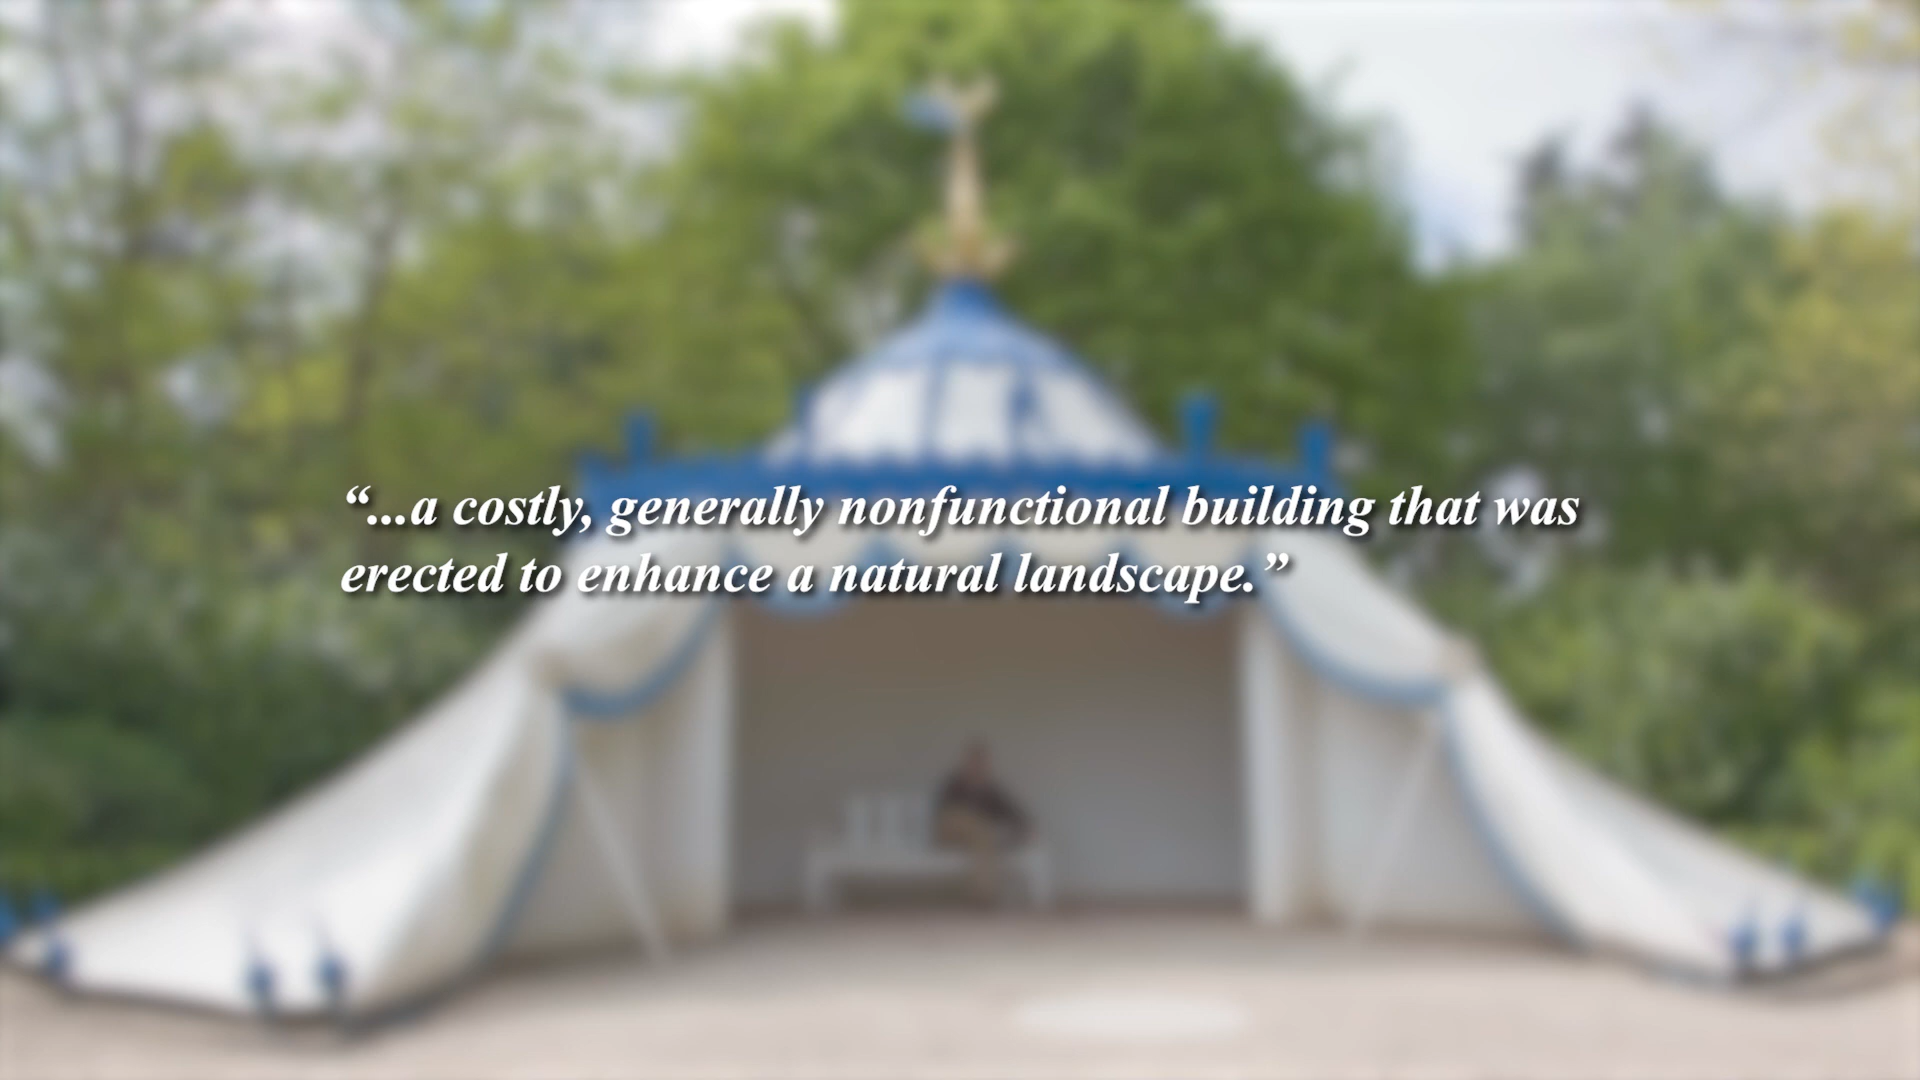 “...a costly, generally nonfunctional building that was
erected to enhance a natural landscape.”